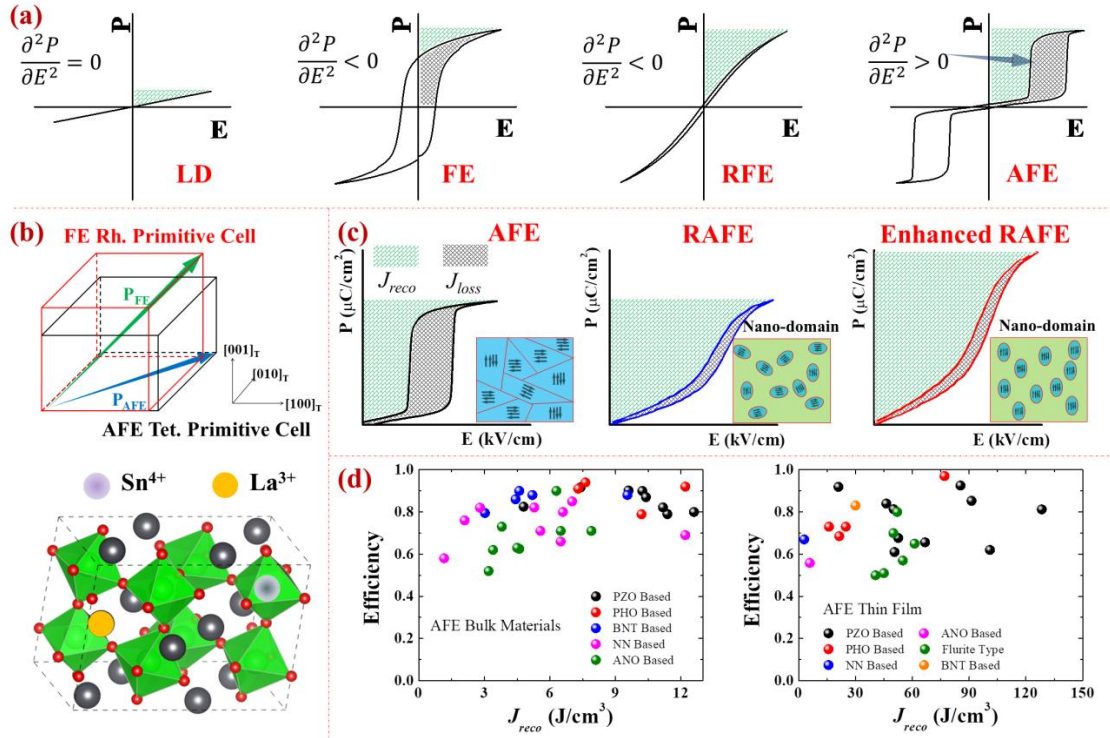 (a)
P
∂²P/∂E² = 0
E
LD
P
∂²P/∂E² < 0
E
FE
P
∂²P/∂E² < 0
E
RFE
P
∂²P/∂E² > 0
E
AFE
(b)
FE Rh. Primitive Cell
P_FE
P_AFE
[001]_T
[010]_T
[100]_T
AFE Tet. Primitive Cell
Sn⁴⁺
La³⁺
(c)
AFE
J_reco
J_loss
P (μC/cm²)
E (kV/cm)
RAFE
P (μC/cm²)
Nano-domain
E (kV/cm)
Enhanced RAFE
P (μC/cm²)
Nano-domain
E (kV/cm)
(d)
Efficiency
1.0
0.8
0.6
0.4
0.2
0.0
AFE Bulk Materials
PZO Based
PHO Based
BNT Based
NN Based
ANO Based
0 3 6 9 12
J_reco (J/cm³)
Efficiency
1.0
0.8
0.6
0.4
0.2
0.0
AFE Thin Film
PZO Based
PHO Based
NN Based
ANO Based
Flurite Type
BNT Based
0 30 60 90 120 150
J_reco (J/cm³)